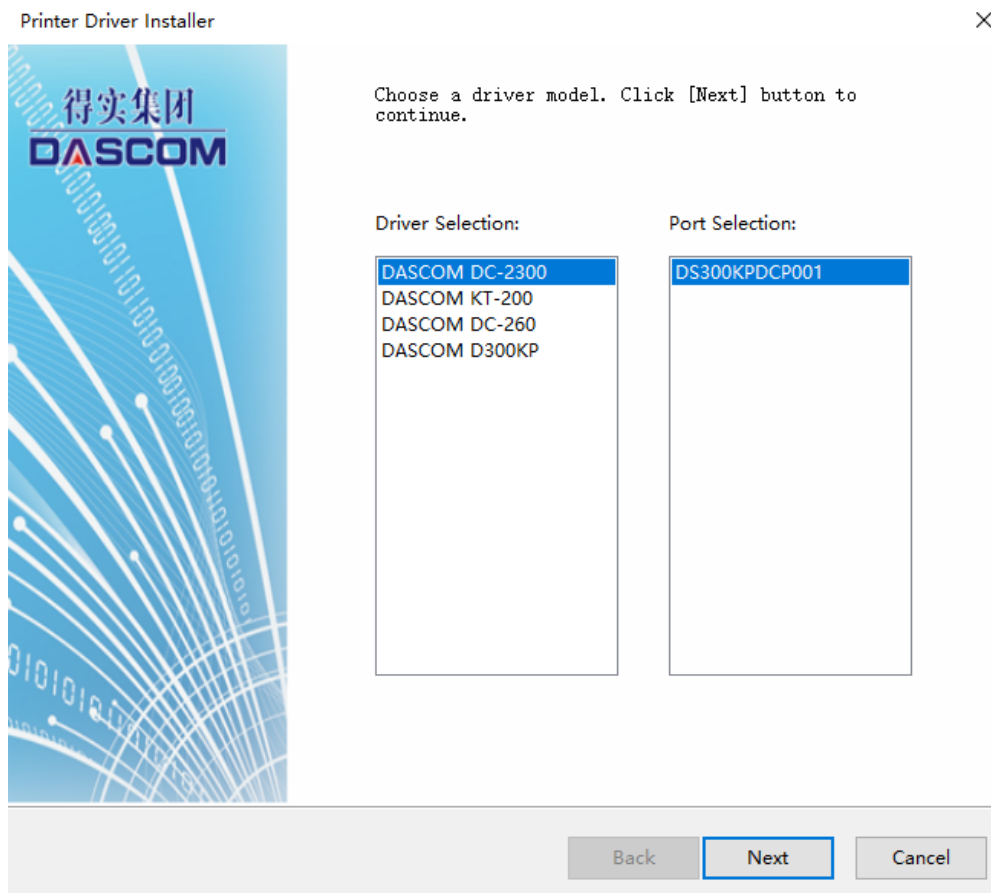 Printer Driver Installer
得实集团
DASCOM
Choose a driver model. Click [Next] button to
continue.
Driver Selection:
Port Selection:
DASCOM DC-2300
DASCOM KT-200
DASCOM DC-260
DASCOM D300KP
DS300KPDCP001
Back
Next
Cancel